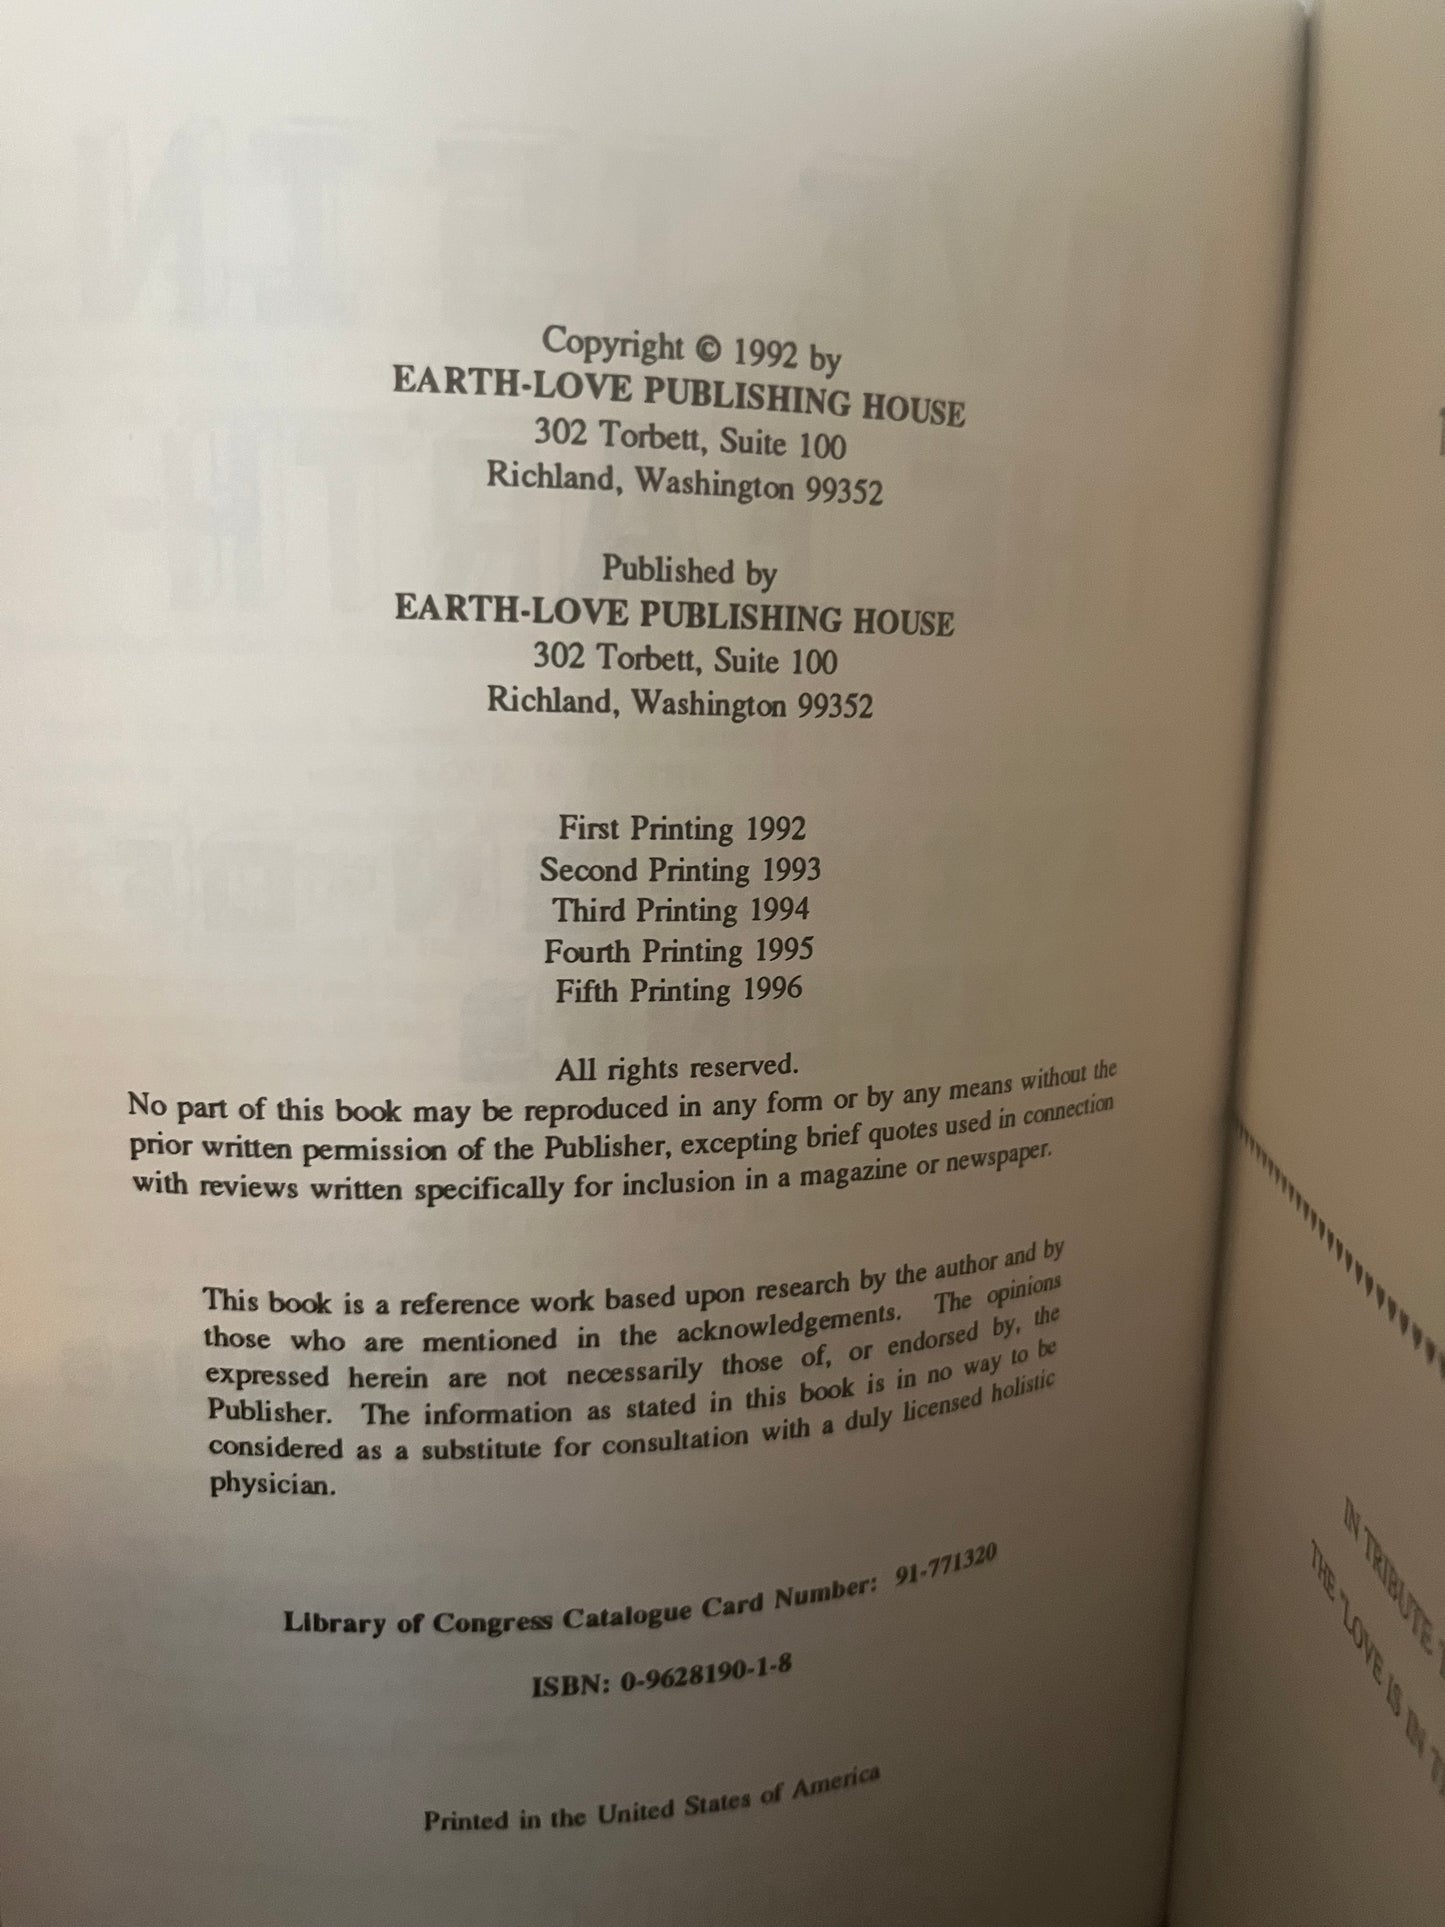 Copyright © 1992 by
EARTH-LOVE PUBLISHING HOUSE
302 Torbett, Suite 100
Richland, Washington 99352
Published by
EARTH-LOVE PUBLISHING HOUSE
302 Torbett, Suite 100
Richland, Washington 99352
First Printing 1992
Second Printing 1993
Third Printing 1994
Fourth Printing 1995
Fifth Printing 1996
All rights reserved.
No part of this book may be reproduced in any form or by any means without the
prior written permission of the Publisher, excepting brief quotes used in connection
with reviews written specifically for inclusion in a magazine or newspaper.
This book is a reference work based upon research by the author and by
those who are mentioned in the acknowledgements. The opinions
expressed herein are not necessarily those of, or endorsed by, the
Publisher. The information as stated in this book is in no way to be
considered as a substitute for consultation with a duly licensed holistic
physician.
Library of Congress Catalogue Card Number: 91-771320
ISBN: 0-9628190-1-8
Printed in the United States of America
IN TRIBUTE
THE "LOVE IS IN